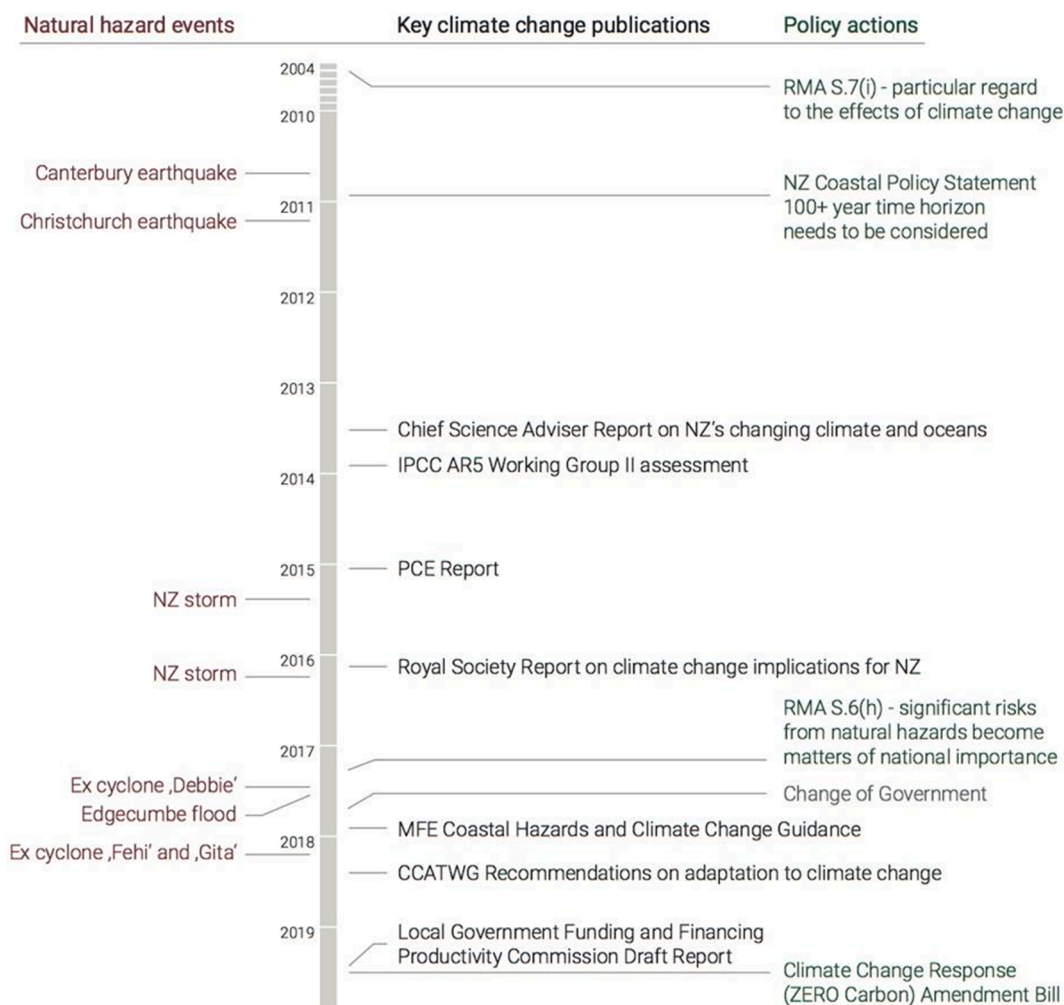 Natural hazard events
Key climate change publications
Policy actions
2004
RMA S.7(i) - particular regard
to the effects of climate change
2010
Canterbury earthquake
NZ Coastal Policy Statement
100+ year time horizon
needs to be considered
2011
Christchurch earthquake
2012
2013
Chief Science Adviser Report on NZ's changing climate and oceans
IPCC AR5 Working Group II assessment
2014
2015
PCE Report
NZ storm
2016
Royal Society Report on climate change implications for NZ
NZ storm
RMA S.6(h) - significant risks
from natural hazards become
matters of national importance
2017
Ex cyclone ‚Debbie‘
Change of Government
Edgecumbe flood
MFE Coastal Hazards and Climate Change Guidance
2018
Ex cyclone ‚Fehi‘ and ‚Gita‘
CCATWG Recommendations on adaptation to climate change
2019
Local Government Funding and Financing
Productivity Commission Draft Report
Climate Change Response
(ZERO Carbon) Amendment Bill